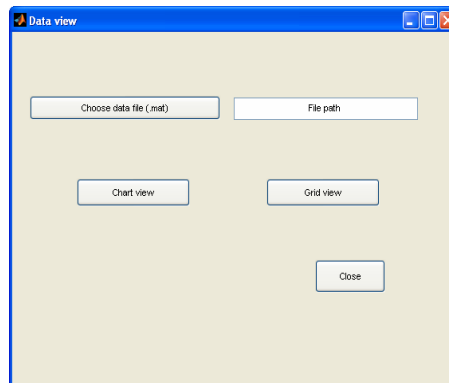 Data view
Choose data file (.mat)
File path
Chart view
Grid view
Close